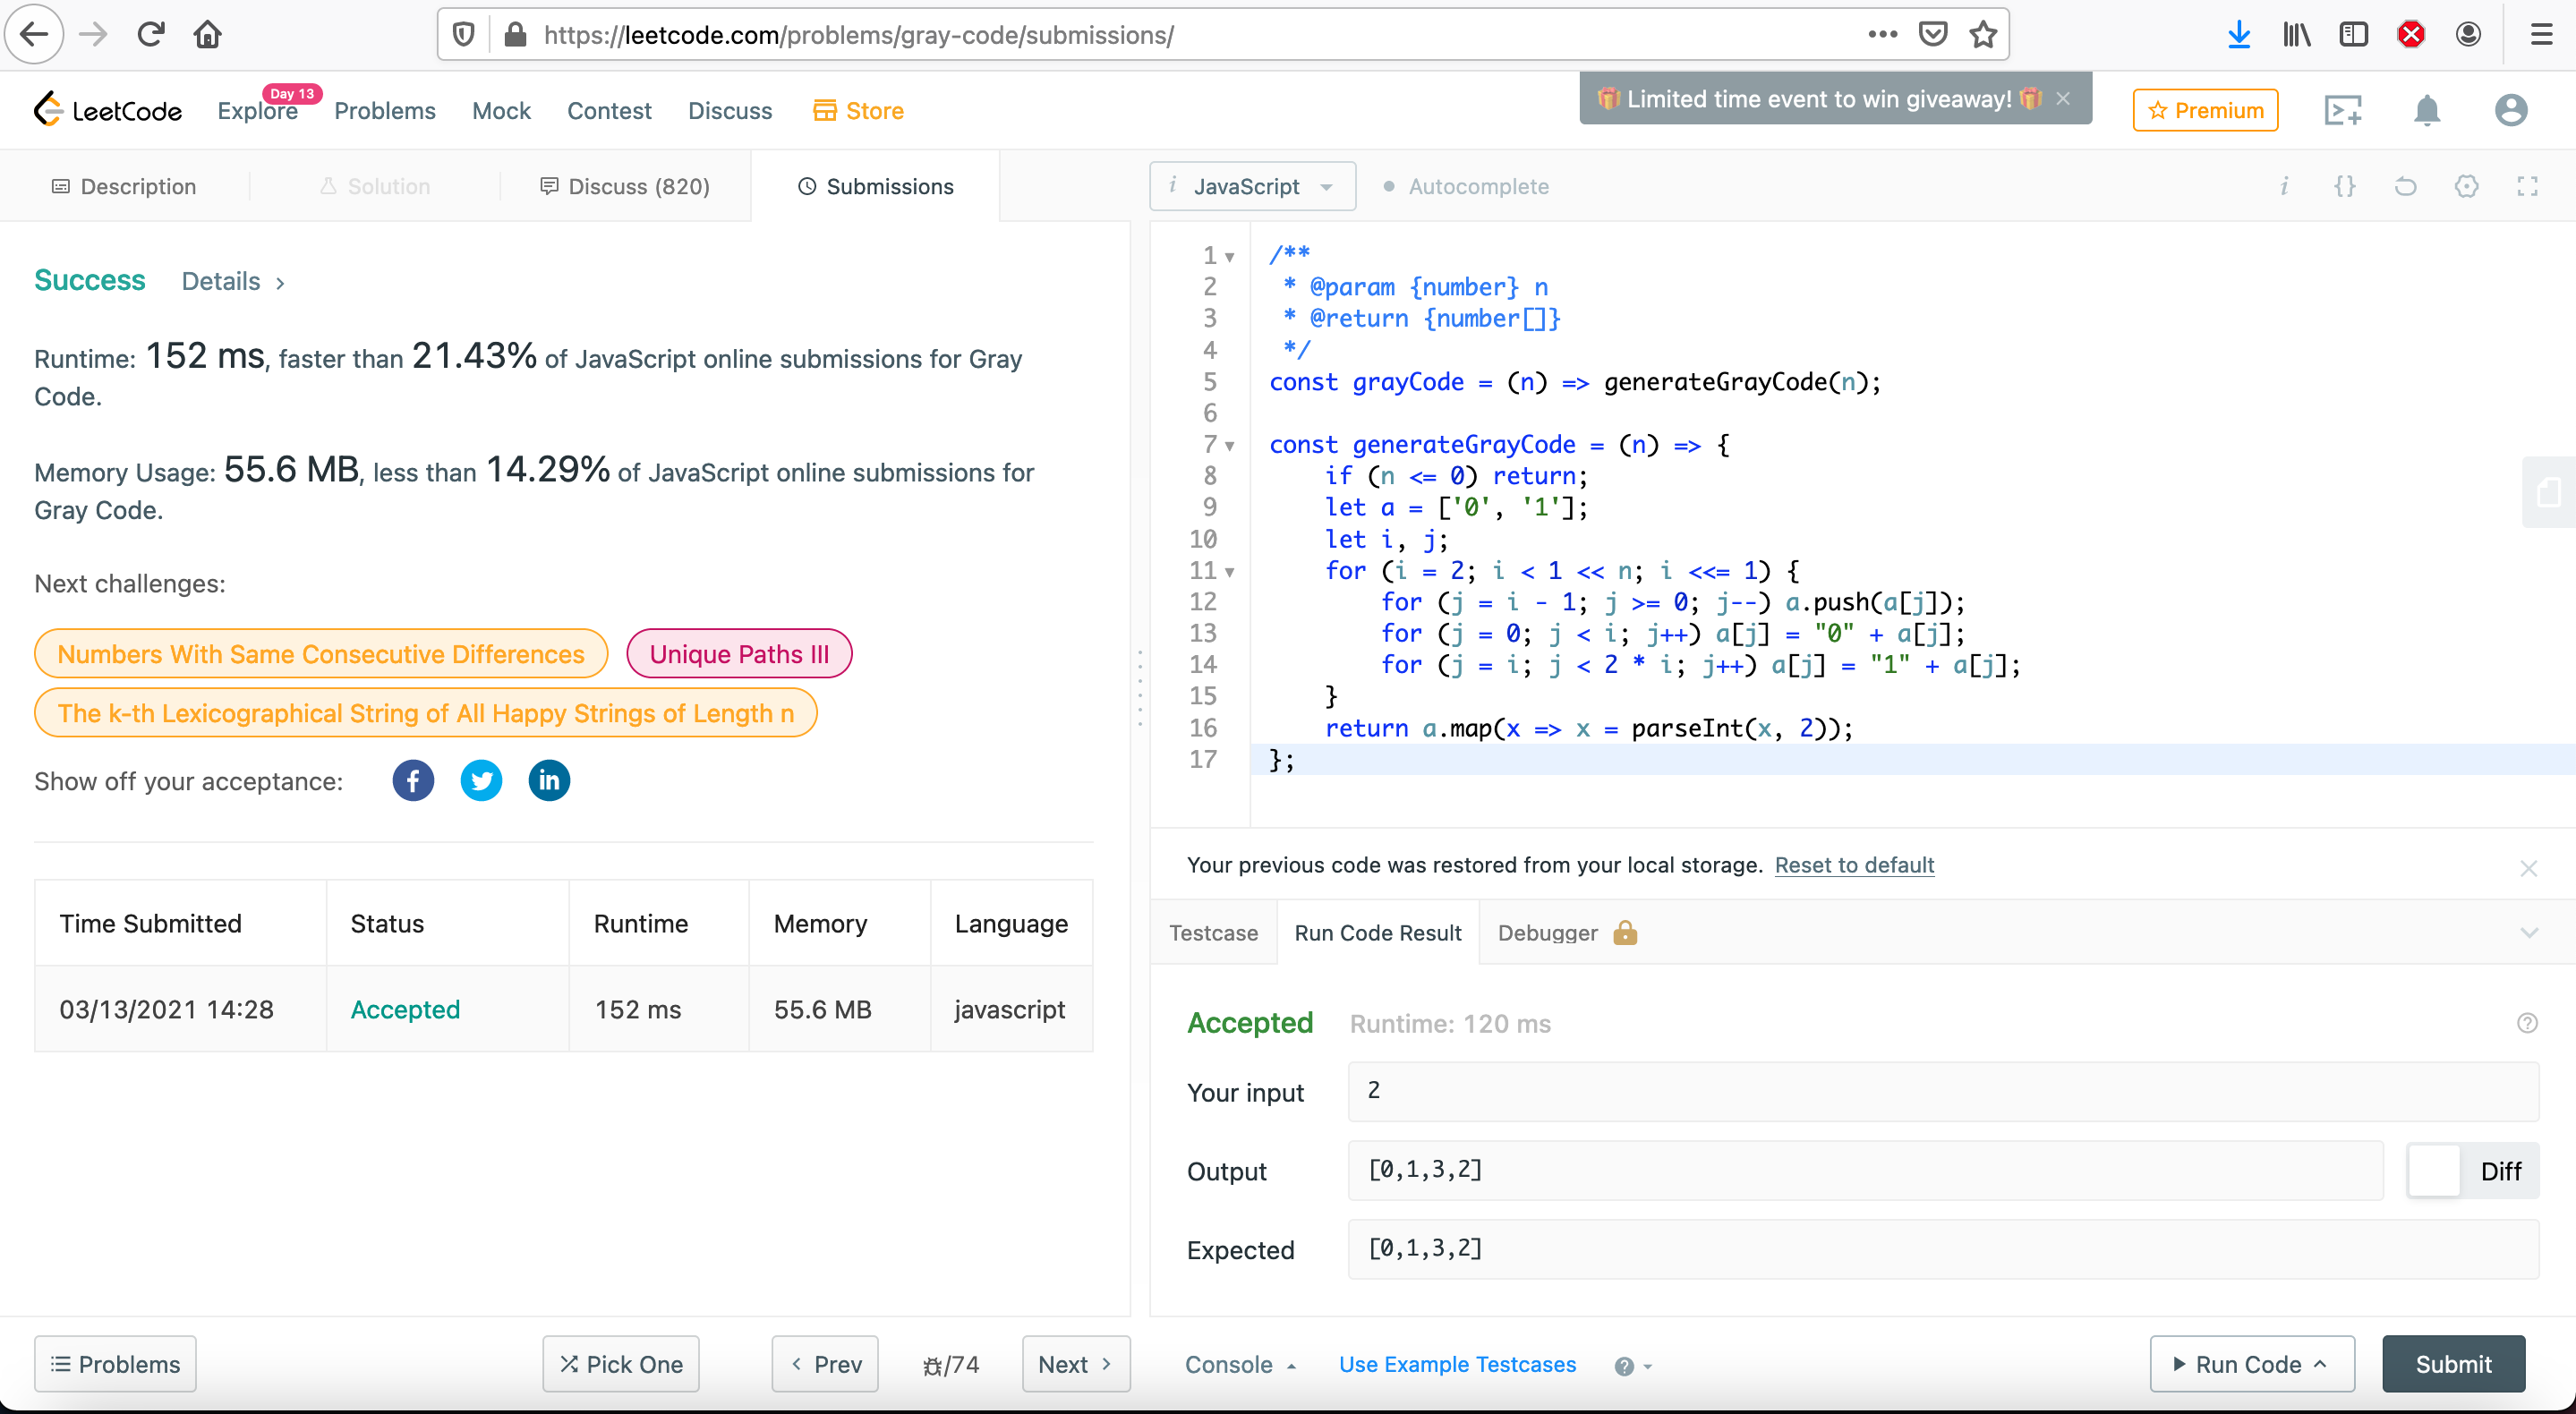 https://leetcode.com/problems/gray-code/submissions/
LeetCode
Explore
Day 13
Problems
Mock
Contest
Discuss
Store
Limited time event to win giveaway!
Premium
Description
Solution
Discuss (820)
Submissions
Success
Details
Runtime: 152 ms, faster than 21.43% of JavaScript online submissions for Gray
Code.
Memory Usage: 55.6 MB, less than 14.29% of JavaScript online submissions for
Gray Code.
Next challenges:
Numbers With Same Consecutive Differences
Unique Paths III
The k-th Lexicographical String of All Happy Strings of Length n
Show off your acceptance:
Time Submitted Status Runtime Memory Language
03/13/2021 14:28 Accepted 152 ms 55.6 MB javascript
Problems
Pick One
Prev
/74
Next
JavaScript
Autocomplete
1 /**
2  * @param {number} n
3  * @return {number[]}
4  */
5 const grayCode = (n) => generateGrayCode(n);
6
7 const generateGrayCode = (n) => {
8     if (n <= 0) return;
9     let a = ['0', '1'];
10     let i, j;
11     for (i = 2; i < 1 << n; i <<= 1) {
12         for (j = i - 1; j >= 0; j--) a.push(a[j]);
13         for (j = 0; j < i; j++) a[j] = "0" + a[j];
14         for (j = i; j < 2 * i; j++) a[j] = "1" + a[j];
15     }
16     return a.map(x => x = parseInt(x, 2));
17 };
Your previous code was restored from your local storage. Reset to default
Testcase
Run Code Result
Debugger
Accepted Runtime: 120 ms
Your input 2
Output [0,1,3,2]
Diff
Expected [0,1,3,2]
Console
Use Example Testcases
Run Code
Submit